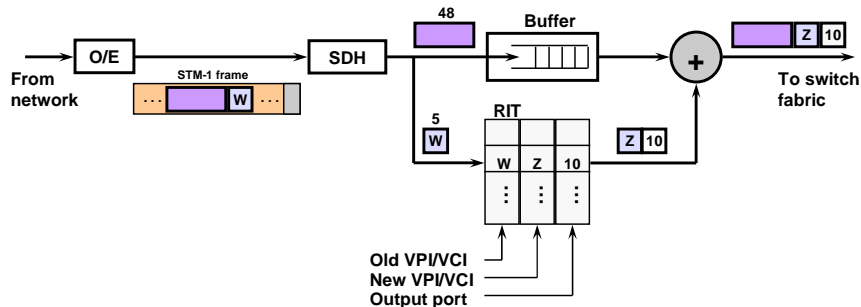 48
Buffer
Z 10
O/E
SDH
+
From
network
STM-1 frame
... W ...
To switch
fabric
5
W
RIT
W Z 10
⋮ ⋮ ⋮
Z 10
Old VPI/VCI
New VPI/VCI
Output port